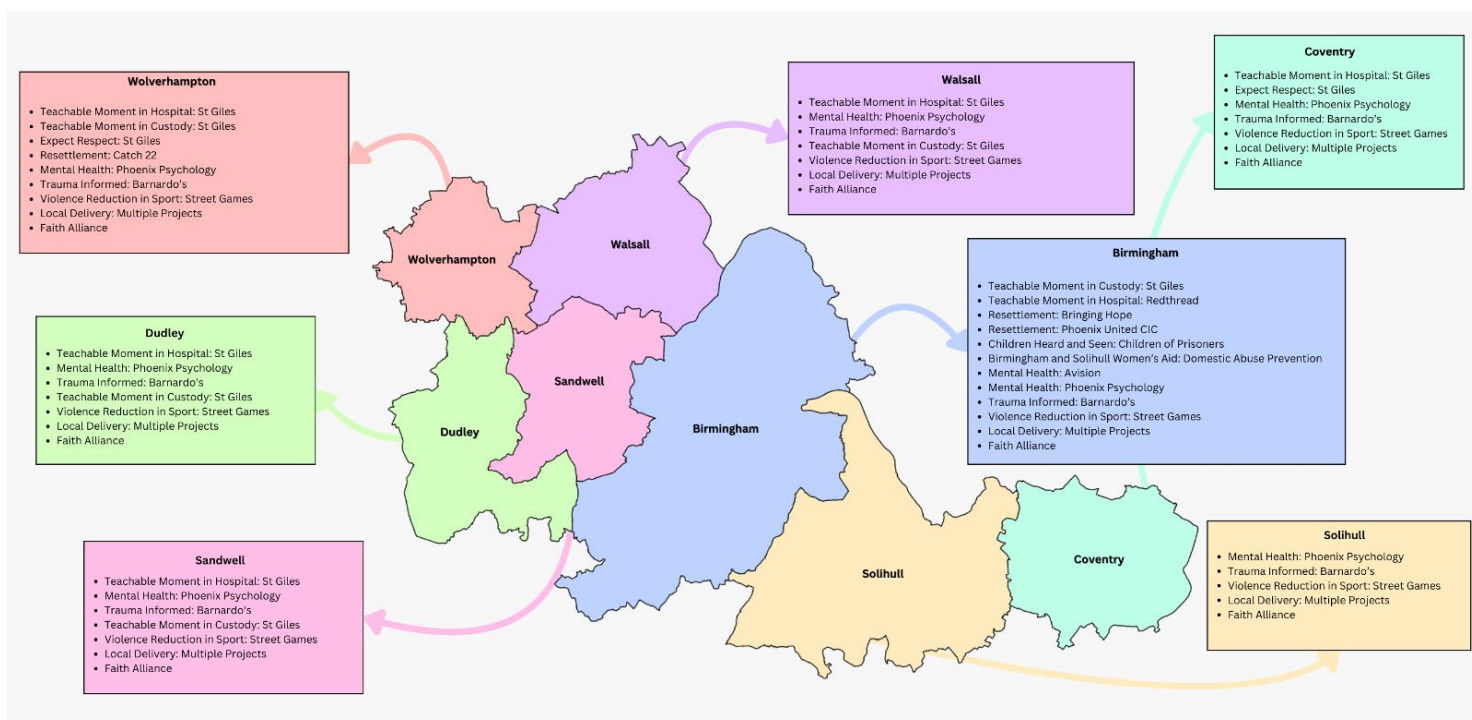 Wolverhampton
• Teachable Moment in Hospital: St Giles
• Teachable Moment in Custody: St Giles
• Expect Respect: St Giles
• Resettlement: Catch 22
• Mental Health: Phoenix Psychology
• Trauma Informed: Barnardo's
• Violence Reduction in Sport: Street Games
• Local Delivery: Multiple Projects
• Faith Alliance
Walsall
• Teachable Moment in Hospital: St Giles
• Mental Health: Phoenix Psychology
• Trauma Informed: Barnardo's
• Teachable Moment in Custody: St Giles
• Violence Reduction in Sport: Street Games
• Local Delivery: Multiple Projects
• Faith Alliance
Coventry
• Teachable Moment in Hospital: St Giles
• Expect Respect: St Giles
• Mental Health: Phoenix Psychology
• Trauma Informed: Barnardo's
• Violence Reduction in Sport: Street Games
• Local Delivery: Multiple Projects
• Faith Alliance
Birmingham
• Teachable Moment in Custody: St Giles
• Teachable Moment in Hospital: Redthread
• Resettlement: Bringing Hope
• Resettlement: Phoenix United CIC
• Children Heard and Seen: Children of Prisoners
• Birmingham and Solihull Women's Aid: Domestic Abuse Prevention
• Mental Health: Avision
• Mental Health: Phoenix Psychology
• Trauma Informed: Barnardo's
• Violence Reduction in Sport: Street Games
• Local Delivery: Multiple Projects
• Faith Alliance
Dudley
• Teachable Moment in Hospital: St Giles
• Mental Health: Phoenix Psychology
• Trauma Informed: Barnardo's
• Teachable Moment in Custody: St Giles
• Violence Reduction in Sport: Street Games
• Local Delivery: Multiple Projects
• Faith Alliance
Wolverhampton
Walsall
Sandwell
Dudley
Birmingham
Solihull
Coventry
Sandwell
• Teachable Moment in Hospital: St Giles
• Mental Health: Phoenix Psychology
• Trauma Informed: Barnardo's
• Teachable Moment in Custody: St Giles
• Violence Reduction in Sport: Street Games
• Local Delivery: Multiple Projects
• Faith Alliance
Solihull
• Mental Health: Phoenix Psychology
• Trauma Informed: Barnardo's
• Violence Reduction in Sport: Street Games
• Local Delivery: Multiple Projects
• Faith Alliance